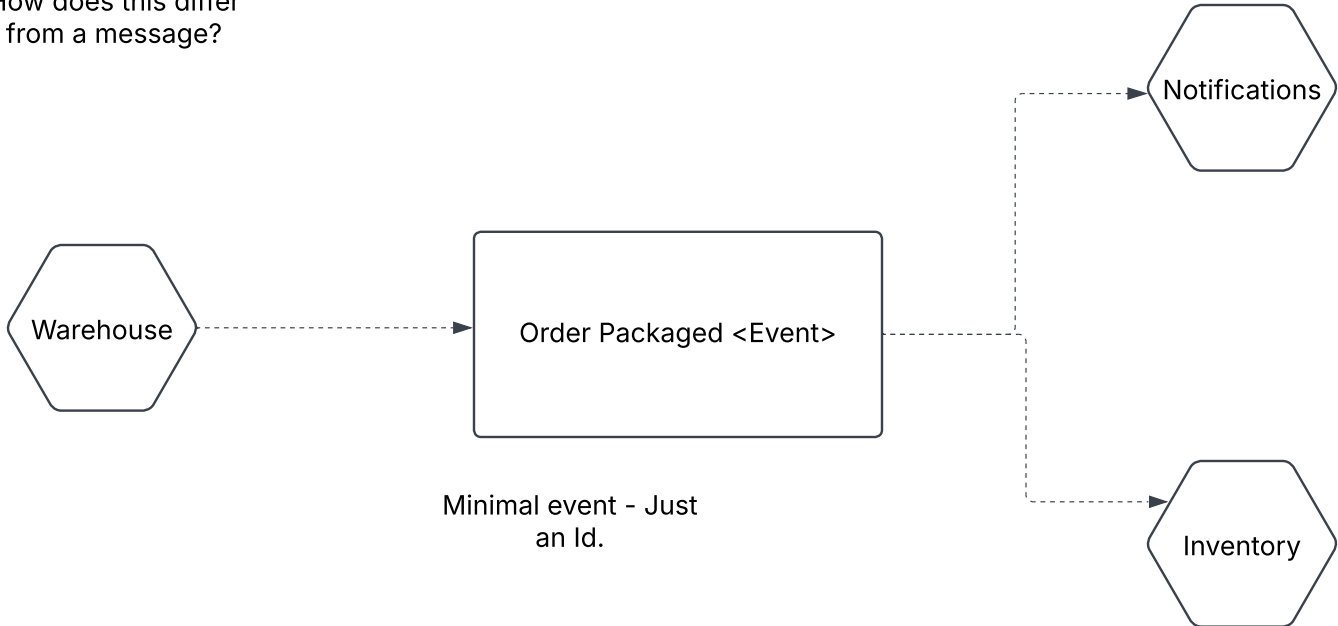 How does this differ
from a message?
Notifications
Warehouse
Order Packaged <Event>
Minimal event - Just
an Id.
Inventory